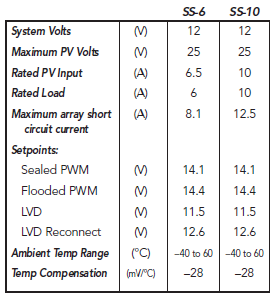 SS-6 SS-10
System Volts (V) 12 12
Maximum PV Volts (V) 25 25
Rated PV Input (A) 6.5 10
Rated Load (A) 6 10
Maximum array short (A) 8.1 12.5
circuit current
Setpoints:
Sealed PWM (V) 14.1 14.1
Flooded PWM (V) 14.4 14.4
LVD (V) 11.5 11.5
LVD Reconnect (V) 12.6 12.6
Ambient Temp Range (°C) –40 to 60 –40 to 60
Temp Compensation (mV/°C) –28 –28